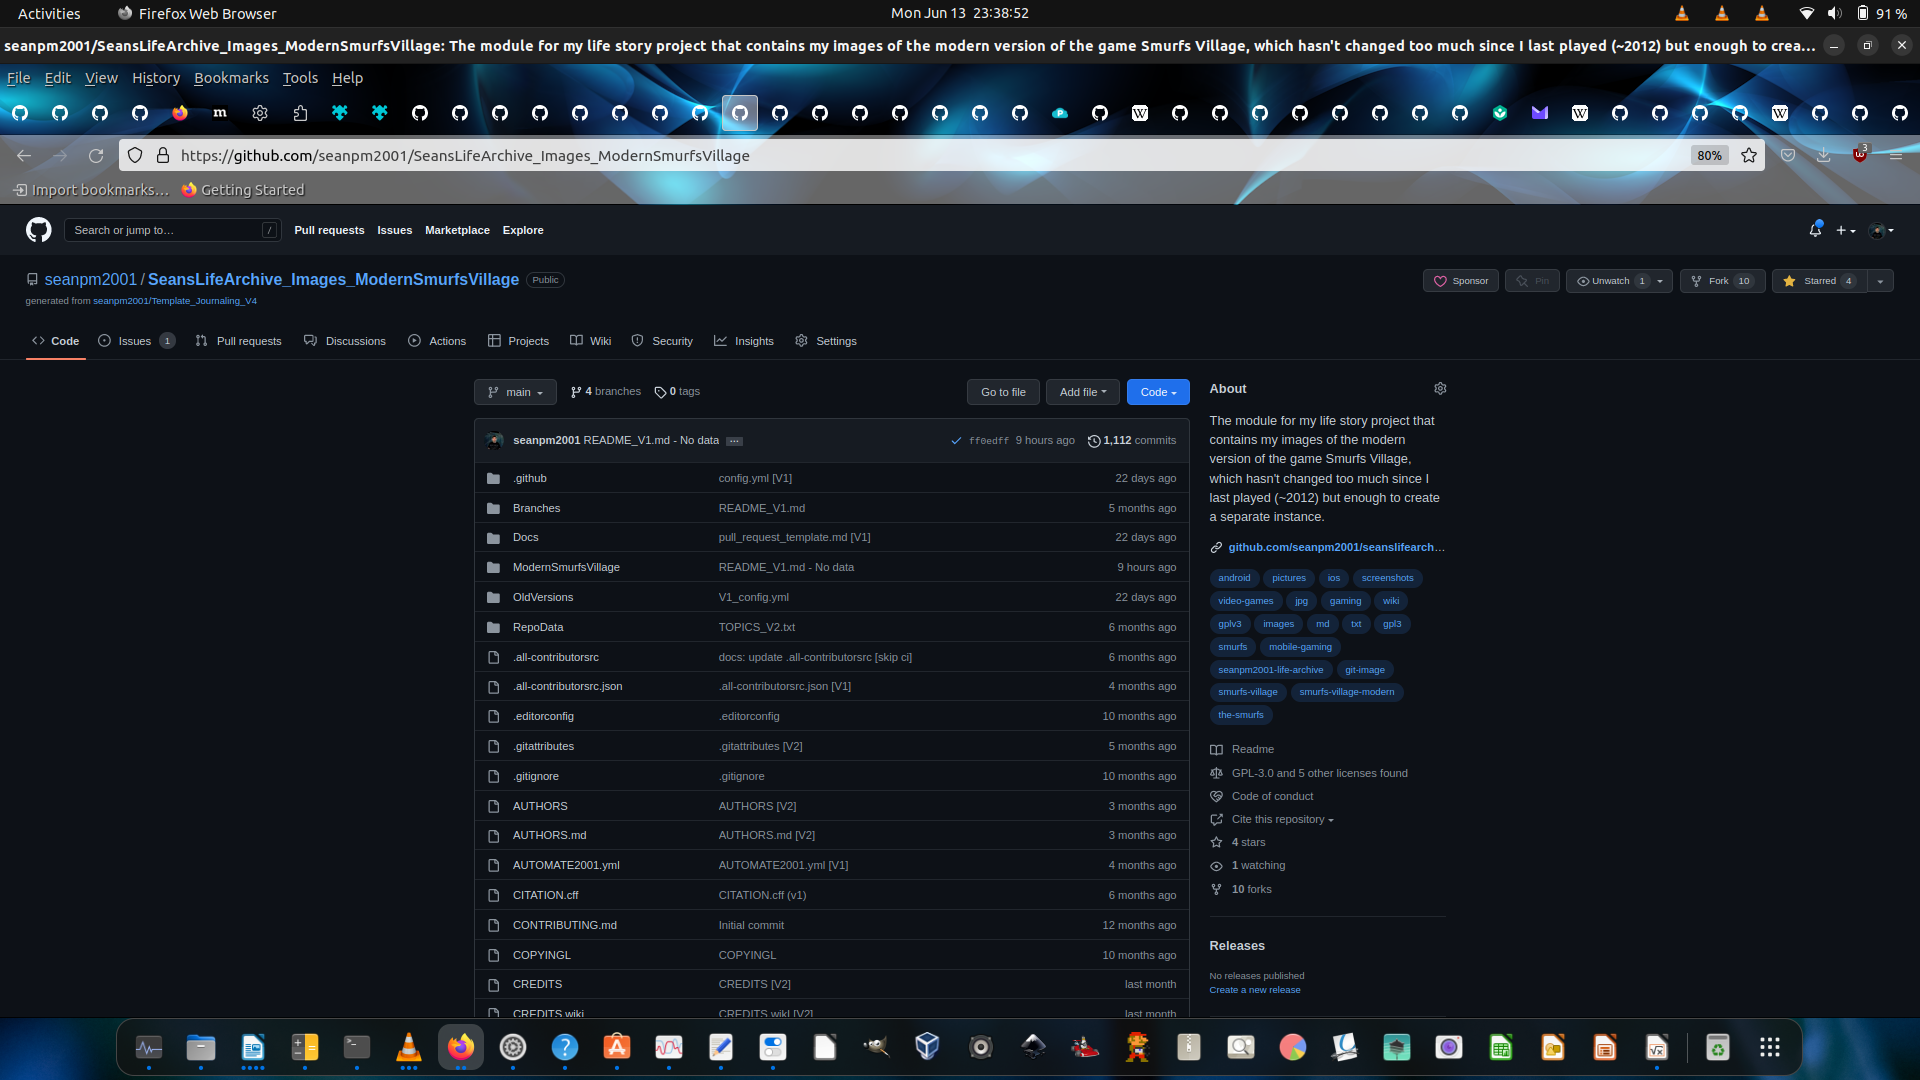 Activities
Firefox Web Browser
Mon Jun 13 23:38:52
91 %
seanpm2001/SeansLifeArchive_Images_ModernSmurfsVillage: The module for my life story project that contains my images of the modern version of the game Smurfs Village, which hasn't changed too much since I last played (~2012) but enough to crea…
File Edit View History Bookmarks Tools Help
https://github.com/seanpm2001/SeansLifeArchive_Images_ModernSmurfsVillage
80%
3
Import bookmarks… Getting Started
Search or jump to… /
Pull requests Issues Marketplace Explore
seanpm2001 / SeansLifeArchive_Images_ModernSmurfsVillage Public
Sponsor Pin Unwatch 1 Fork 10 Starred 4
generated from seanpm2001/Template_Journaling_V4
Code Issues 1 Pull requests Discussions Actions Projects Wiki Security Insights Settings
main 4 branches 0 tags Go to file Add file Code
seanpm2001 README_V1.md - No data ... ff0edff 9 hours ago 1,112 commits
.github config.yml [V1] 22 days ago
Branches README_V1.md 5 months ago
Docs pull_request_template.md [V1] 22 days ago
ModernSmurfsVillage README_V1.md - No data 9 hours ago
OldVersions V1_config.yml 22 days ago
RepoData TOPICS_V2.txt 6 months ago
.all-contributorsrc docs: update .all-contributorsrc [skip ci] 6 months ago
.all-contributorsrc.json .all-contributorsrc.json [V1] 4 months ago
.editorconfig .editorconfig 10 months ago
.gitattributes .gitattributes [V2] 5 months ago
.gitignore .gitignore 10 months ago
AUTHORS AUTHORS [V2] 3 months ago
AUTHORS.md AUTHORS.md [V2] 3 months ago
AUTOMATE2001.yml AUTOMATE2001.yml [V1] 4 months ago
CITATION.cff CITATION.cff (v1) 6 months ago
CONTRIBUTING.md Initial commit 12 months ago
COPYINGL COPYINGL 10 months ago
CREDITS CREDITS [V2] last month
CREDITS.wiki CREDITS.wiki [V2] last month
About
The module for my life story project that
contains my images of the modern
version of the game Smurfs Village,
which hasn't changed too much since I
last played (~2012) but enough to create
a separate instance.
github.com/seanpm2001/seanslifearch…
android pictures ios screenshots
video-games jpg gaming wiki
gplv3 images md txt gpl3
smurfs mobile-gaming
seanpm2001-life-archive git-image
smurfs-village smurfs-village-modern
the-smurfs
Readme
GPL-3.0 and 5 other licenses found
Code of conduct
Cite this repository
4 stars
1 watching
10 forks
Releases
No releases published
Create a new release